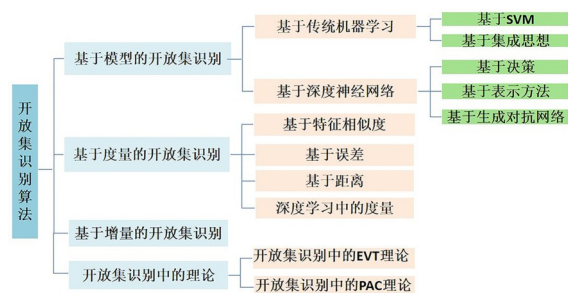 开放集识别算法
基于模型的开放集识别
基于传统机器学习
基于SVM
基于集成思想
基于深度神经网络
基于决策
基于表示方法
基于生成对抗网络
基于度量的开放集识别
基于特征相似度
基于误差
基于距离
深度学习中的度量
基于增量的开放集识别
开放集识别中的理论
开放集识别中的EVT理论
开放集识别中的PAC理论